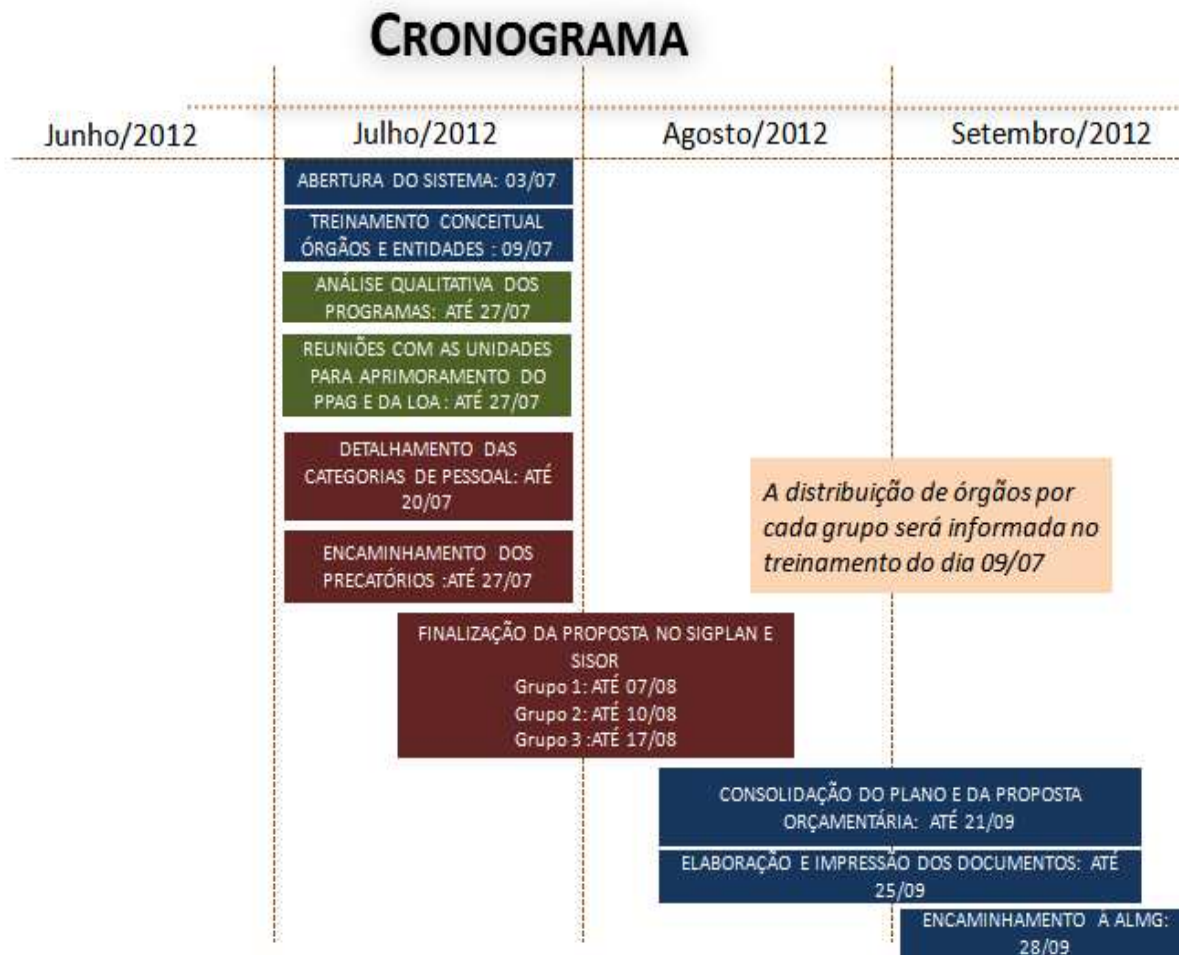 CRONOGRAMA
Junho/2012
Julho/2012
Agosto/2012
Setembro/2012
ABERTURA DO SISTEMA: 03/07
TREINAMENTO CONCEITUAL
ÓRGÃOS E ENTIDADES : 09/07
ANÁLISE QUALITATIVA DOS
PROGRAMAS: ATÉ 27/07
REUNIÕES COM AS UNIDADES
PARA APRIMORAMENTO DO
PPAG E DA LOA : ATÉ 27/07
DETALHAMENTO DAS
CATEGORIAS DE PESSOAL: ATÉ
20/07
A distribuição de órgãos por
cada grupo será informada no
treinamento do dia 09/07
ENCAMINHAMENTO DOS
PRECATÓRIOS :ATÉ 27/07
FINALIZAÇÃO DA PROPOSTA NO SIGPLAN E
SISOR
Grupo 1: ATÉ 07/08
Grupo 2: ATÉ 10/08
Grupo 3 :ATÉ 17/08
CONSOLIDAÇÃO DO PLANO E DA PROPOSTA
ORÇAMENTÁRIA: ATÉ 21/09
ELABORAÇÃO E IMPRESSÃO DOS DOCUMENTOS: ATÉ
25/09
ENCAMINHAMENTO À ALMG:
28/09